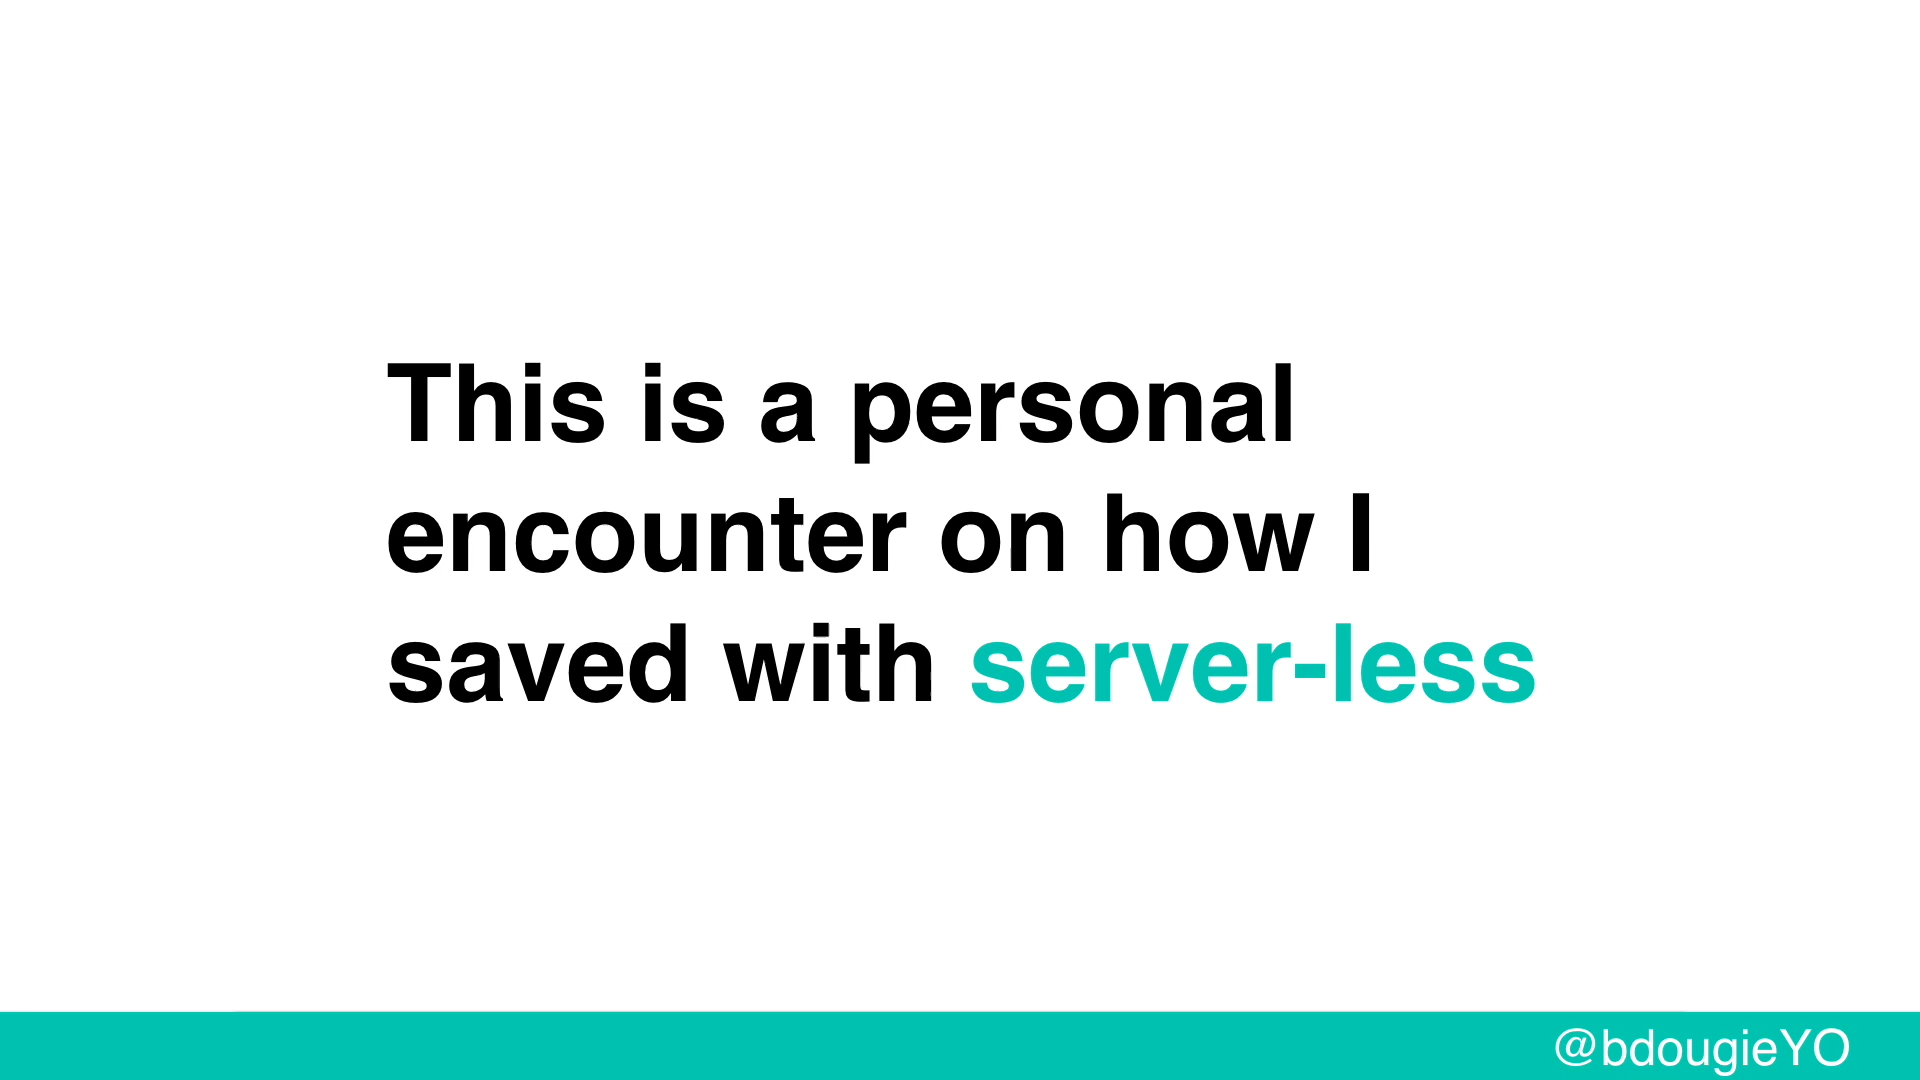 This is a personal
encounter on how I
saved with server-less
@bdougieYO